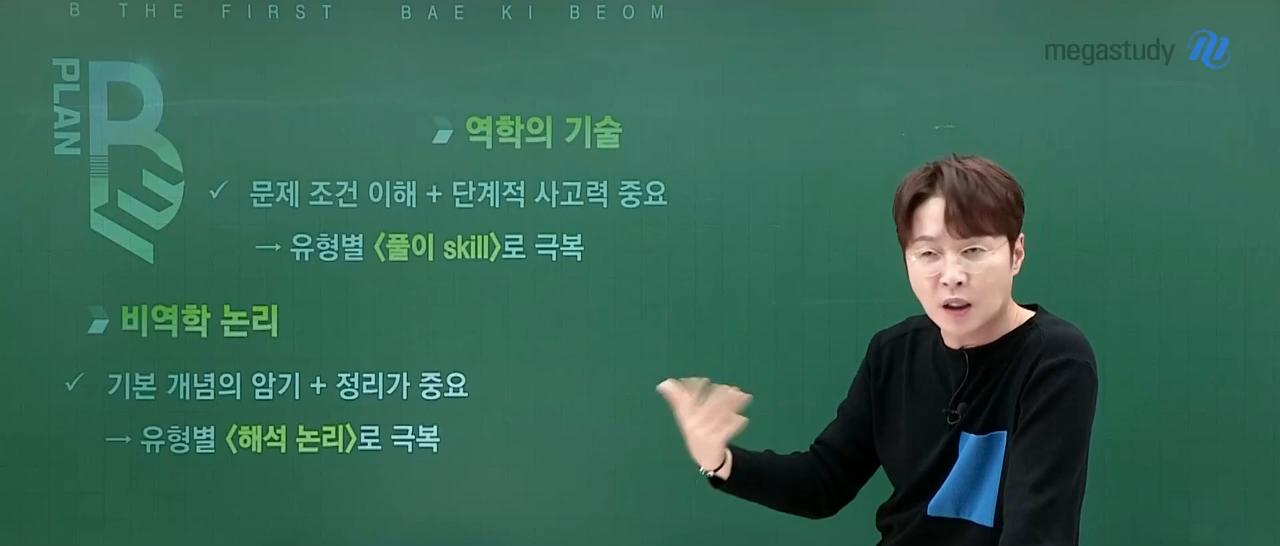 B THE FIRST BAE KI BEOM
megastudy
PLAN
B
역학의 기술
✓ 문제 조건 이해 + 단계적 사고력 중요
→ 유형별 <풀이 skill>로 극복
비역학 논리
✓ 기본 개념의 암기 + 정리가 중요
→ 유형별 <해석 논리>로 극복